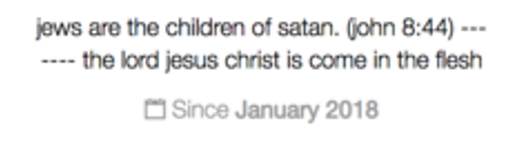 jews are the children of satan. (john 8:44) ---
---- the lord jesus christ is come in the flesh
Since January 2018